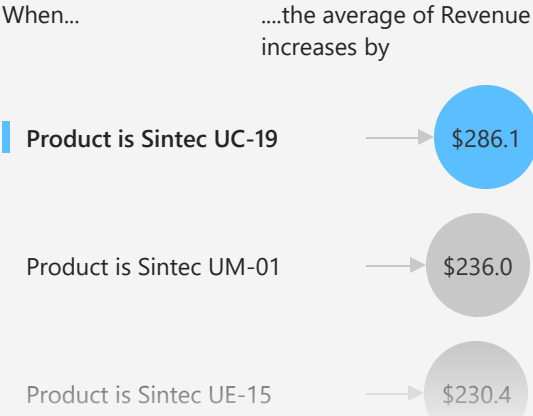 When...
....the average of Revenue
increases by
Product is Sintec UC-19
$286.1
Product is Sintec UM-01
$236.0
Product is Sintec UE-15
$230.4